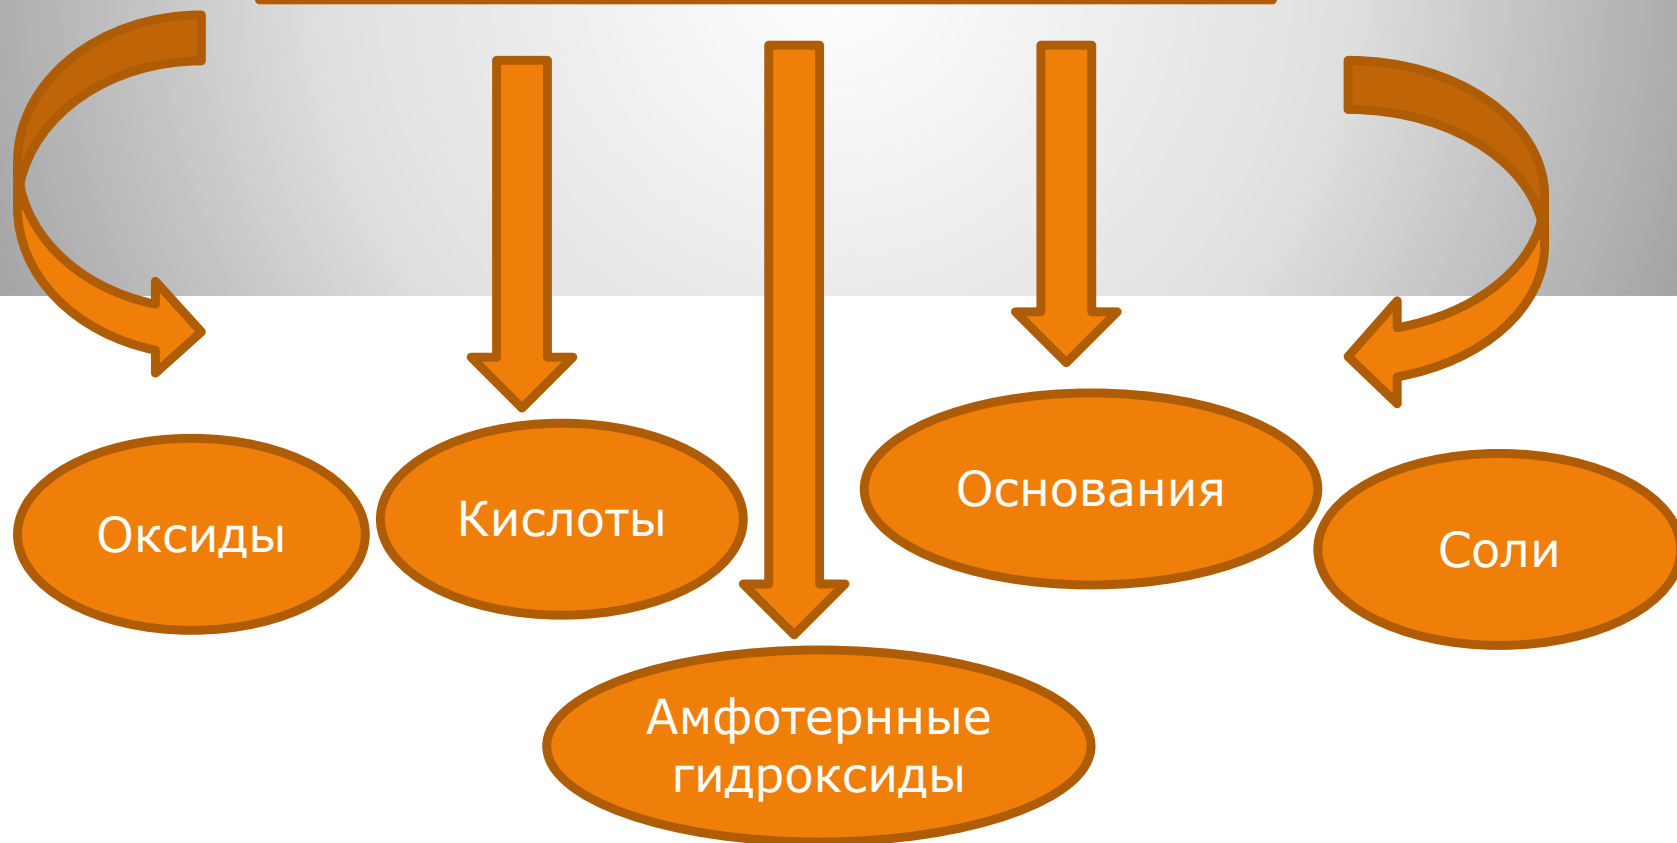 Оксиды
Кислоты
Основания
Соли
Амфотернные
гидроксиды